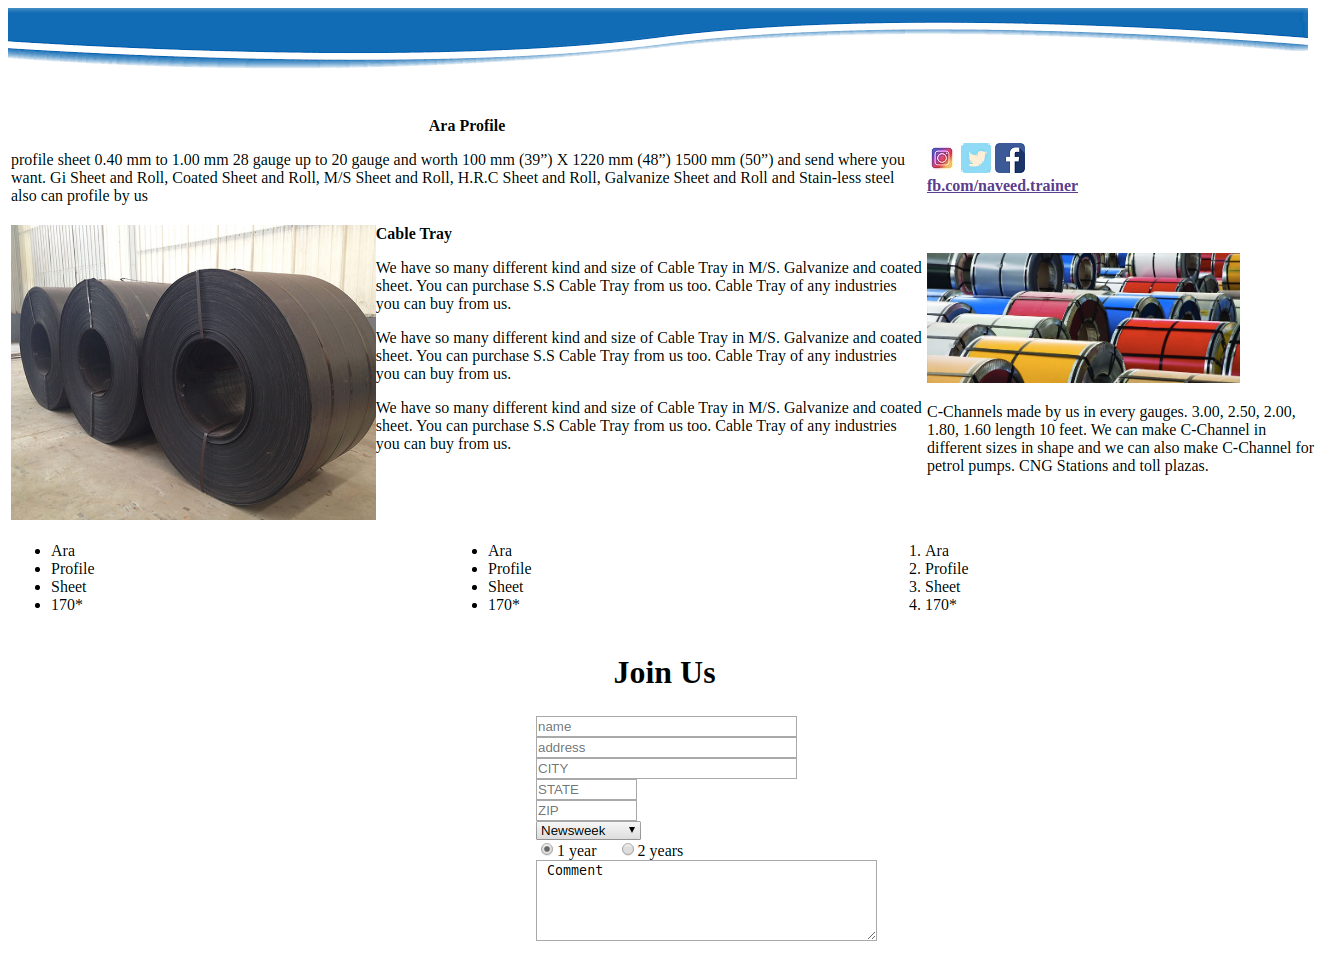 Ara Profile
profile sheet 0.40 mm to 1.00 mm 28 gauge up to 20 gauge and worth 100 mm (39”) X 1220 mm (48”) 1500 mm (50”) and send where you
want. Gi Sheet and Roll, Coated Sheet and Roll, M/S Sheet and Roll, H.R.C Sheet and Roll, Galvanize Sheet and Roll and Stain-less steel
also can profile by us
fb.com/naveed.trainer
Cable Tray
We have so many different kind and size of Cable Tray in M/S. Galvanize and coated
sheet. You can purchase S.S Cable Tray from us too. Cable Tray of any industries
you can buy from us.
We have so many different kind and size of Cable Tray in M/S. Galvanize and coated
sheet. You can purchase S.S Cable Tray from us too. Cable Tray of any industries
you can buy from us.
We have so many different kind and size of Cable Tray in M/S. Galvanize and coated
sheet. You can purchase S.S Cable Tray from us too. Cable Tray of any industries
you can buy from us.
C-Channels made by us in every gauges. 3.00, 2.50, 2.00,
1.80, 1.60 length 10 feet. We can make C-Channel in
different sizes in shape and we can also make C-Channel for
petrol pumps. CNG Stations and toll plazas.
• Ara
• Profile
• Sheet
• 170*
• Ara
• Profile
• Sheet
• 170*
1. Ara
2. Profile
3. Sheet
4. 170*
Join Us
name
address
CITY
STATE
ZIP
Newsweek
1 year 2 years
Comment